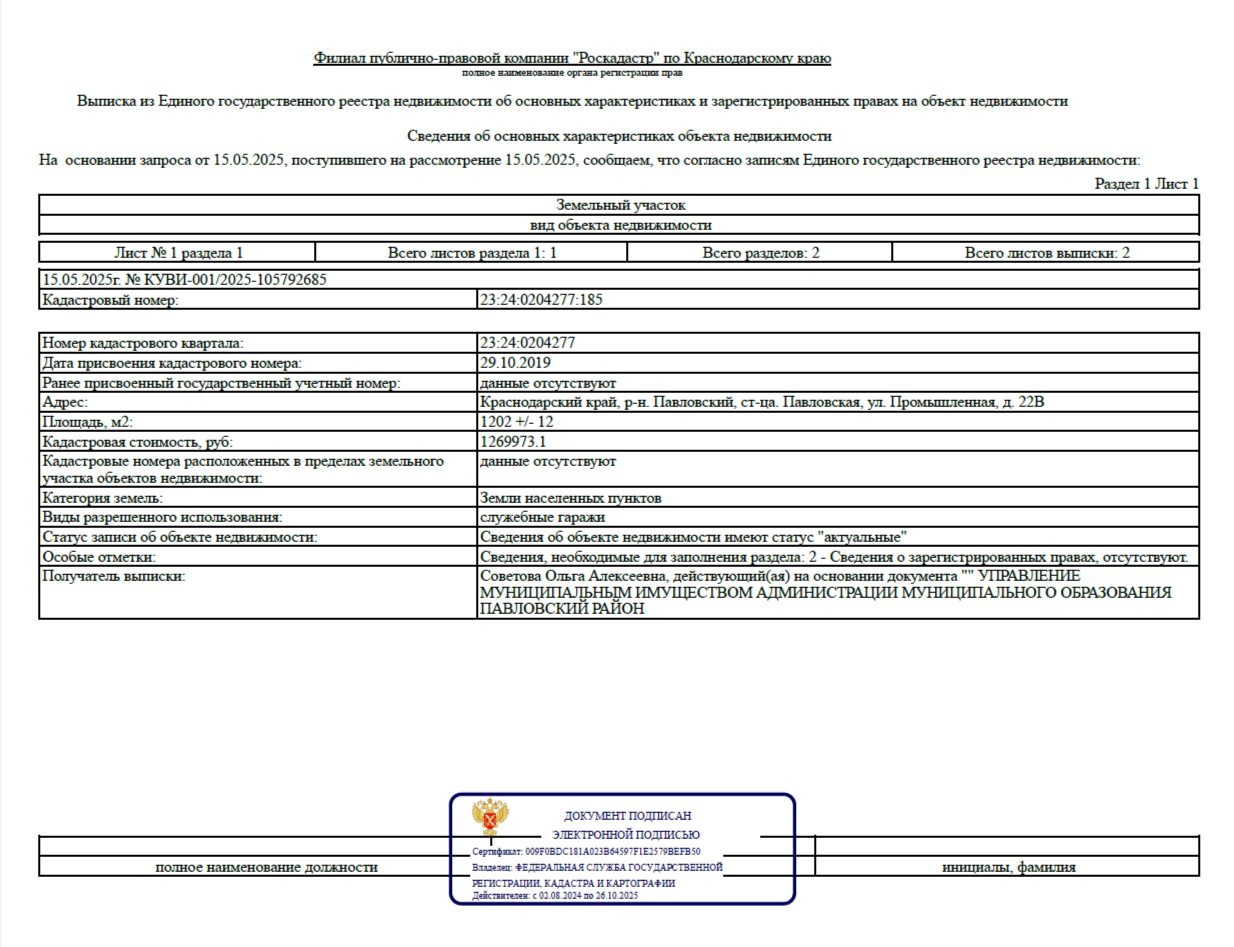 Филиал публично-правовой компании "Роскадастр" по Краснодарскому краю
полное наименование органа регистрации прав
Выписка из Единого государственного реестра недвижимости об основных характеристиках и зарегистрированных правах на объект недвижимости
Сведения об основных характеристиках объекта недвижимости
На основании запроса от 15.05.2025, поступившего на рассмотрение 15.05.2025, сообщаем, что согласно записям Единого государственного реестра недвижимости:
Раздел 1 Лист 1
Земельный участок
вид объекта недвижимости
Лист № 1 раздела 1 Всего листов раздела 1: 1 Всего разделов: 2 Всего листов выписки: 2
15.05.2025г. № КУВИ-001/2025-105792685
Кадастровый номер: 23:24:0204277:185
Номер кадастрового квартала: 23:24:0204277
Дата присвоения кадастрового номера: 29.10.2019
Ранее присвоенный государственный учетный номер: данные отсутствуют
Адрес: Краснодарский край, р-н. Павловский, ст-ца. Павловская, ул. Промышленная, д. 22В
Площадь, м2: 1202 +/- 12
Кадастровая стоимость, руб: 1269973.1
Кадастровые номера расположенных в пределах земельного данные отсутствуют
участка объектов недвижимости:
Категория земель: Земли населенных пунктов
Виды разрешенного использования: служебные гаражи
Статус записи об объекте недвижимости: Сведения об объекте недвижимости имеют статус "актуальные"
Особые отметки: Сведения, необходимые для заполнения раздела: 2 - Сведения о зарегистрированных правах, отсутствуют.
Получатель выписки: Советова Ольга Алексеевна, действующий(ая) на основании документа "" УПРАВЛЕНИЕ
МУНИЦИПАЛЬНЫМ ИМУЩЕСТВОМ АДМИНИСТРАЦИИ МУНИЦИПАЛЬНОГО ОБРАЗОВАНИЯ
ПАВЛОВСКИЙ РАЙОН
ДОКУМЕНТ ПОДПИСАН
ЭЛЕКТРОННОЙ ПОДПИСЬЮ
Сертификат: 009F0BDC181A023B64597F1E2579BEFB50
Владелец: ФЕДЕРАЛЬНАЯ СЛУЖБА ГОСУДАРСТВЕННОЙ
РЕГИСТРАЦИИ, КАДАСТРА И КАРТОГРАФИИ
Действителен: с 02.08.2024 по 26.10.2025
полное наименование должности инициалы, фамилия